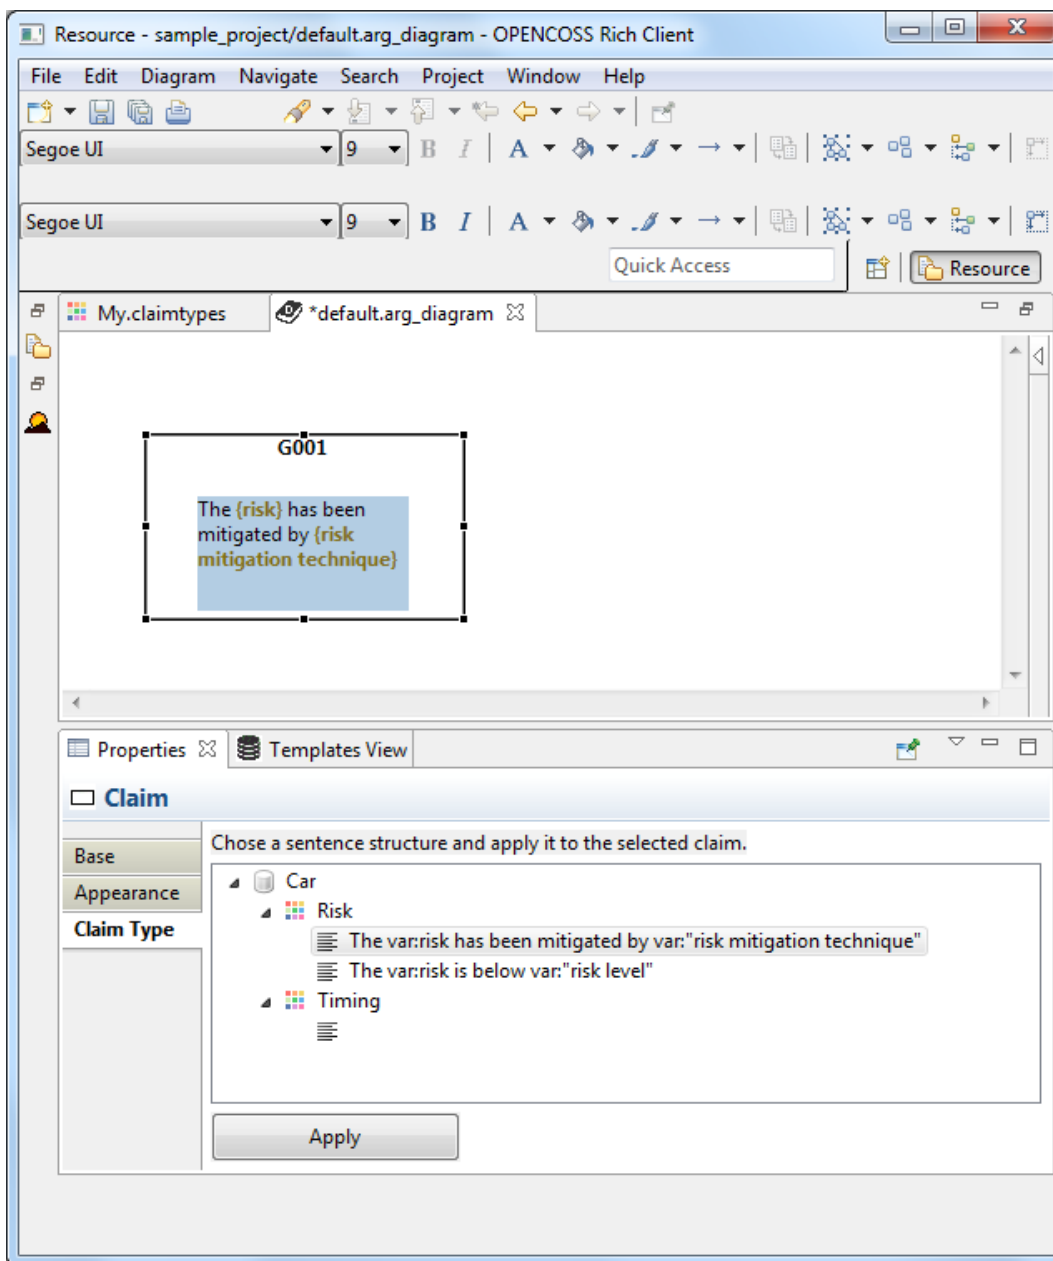 Resource - sample_project/default.arg_diagram - OPENCOSS Rich Client
File Edit Diagram Navigate Search Project Window Help
Segoe UI 9 B I A
Segoe UI 9 B I A
Quick Access Resource
My.claimtypes *default.arg_diagram
G001
The {risk} has been
mitigated by {risk
mitigation technique}
Properties Templates View
Claim
Chose a sentence structure and apply it to the selected claim.
Base
Appearance
Claim Type
Car
Risk
The var:risk has been mitigated by var:"risk mitigation technique"
The var:risk is below var:"risk level"
Timing
Apply